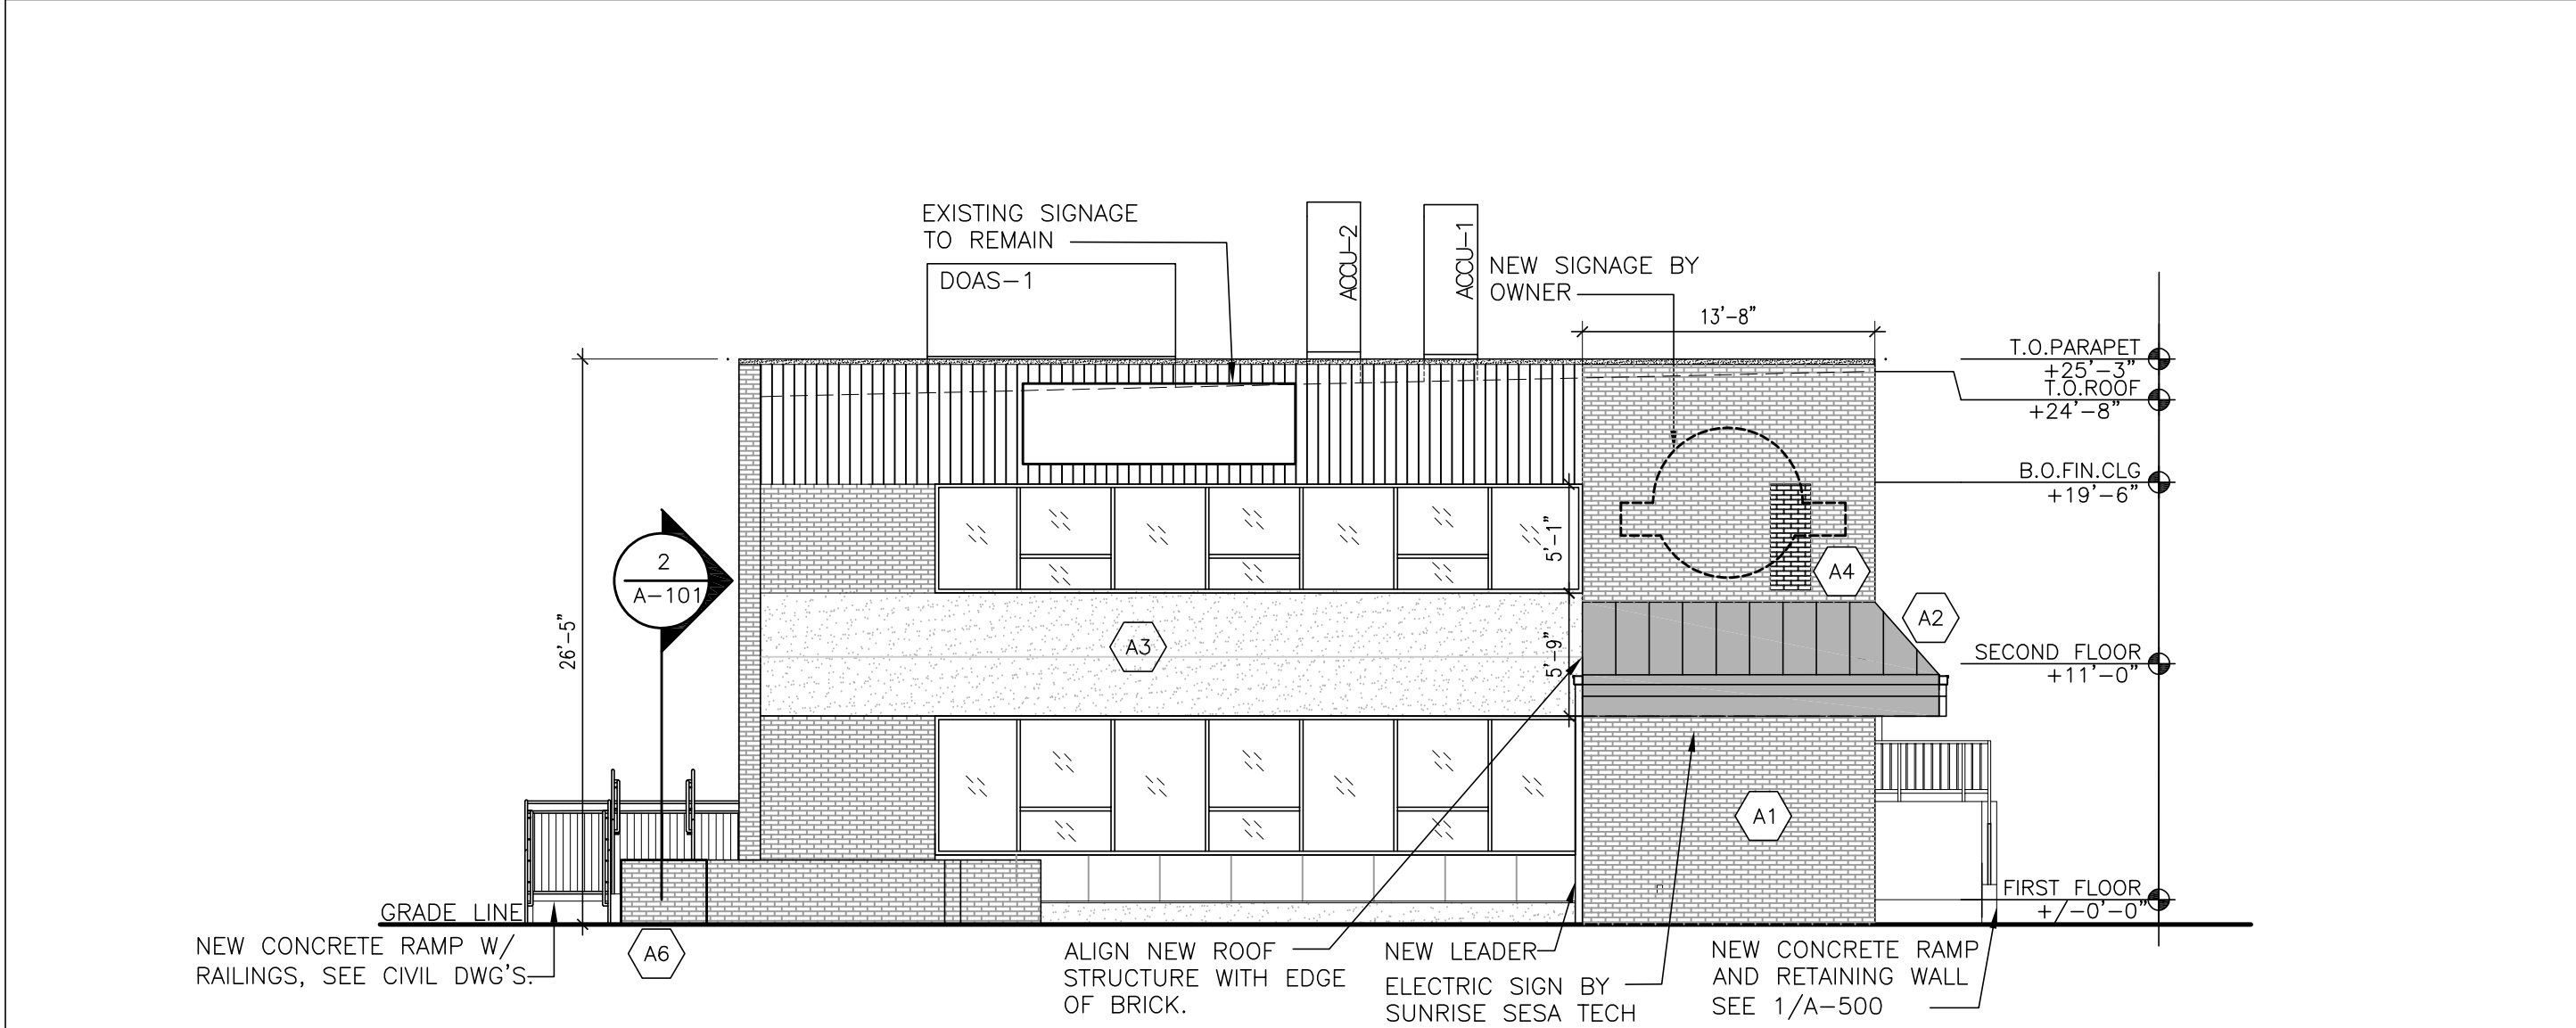 EXISTING SIGNAGE
TO REMAIN
DOAS-1
ACCU-2
ACCU-1
NEW SIGNAGE BY
OWNER
13'-8"
T.O.PARAPET
+25'-3"
T.O.ROOF
+24'-8"
B.O.FIN.CLG
+19'-6"
SECOND FLOOR
+11'-0"
FIRST FLOOR
+/-0'-0"
2
A-101
26'-5"
5'-1"
5'-9"
A3
A4
A2
A1
A6
GRADE LINE
NEW CONCRETE RAMP W/
RAILINGS, SEE CIVIL DWG'S.
ALIGN NEW ROOF
STRUCTURE WITH EDGE
OF BRICK.
NEW LEADER
ELECTRIC SIGN BY
SUNRISE SESA TECH
NEW CONCRETE RAMP
AND RETAINING WALL
SEE 1/A-500